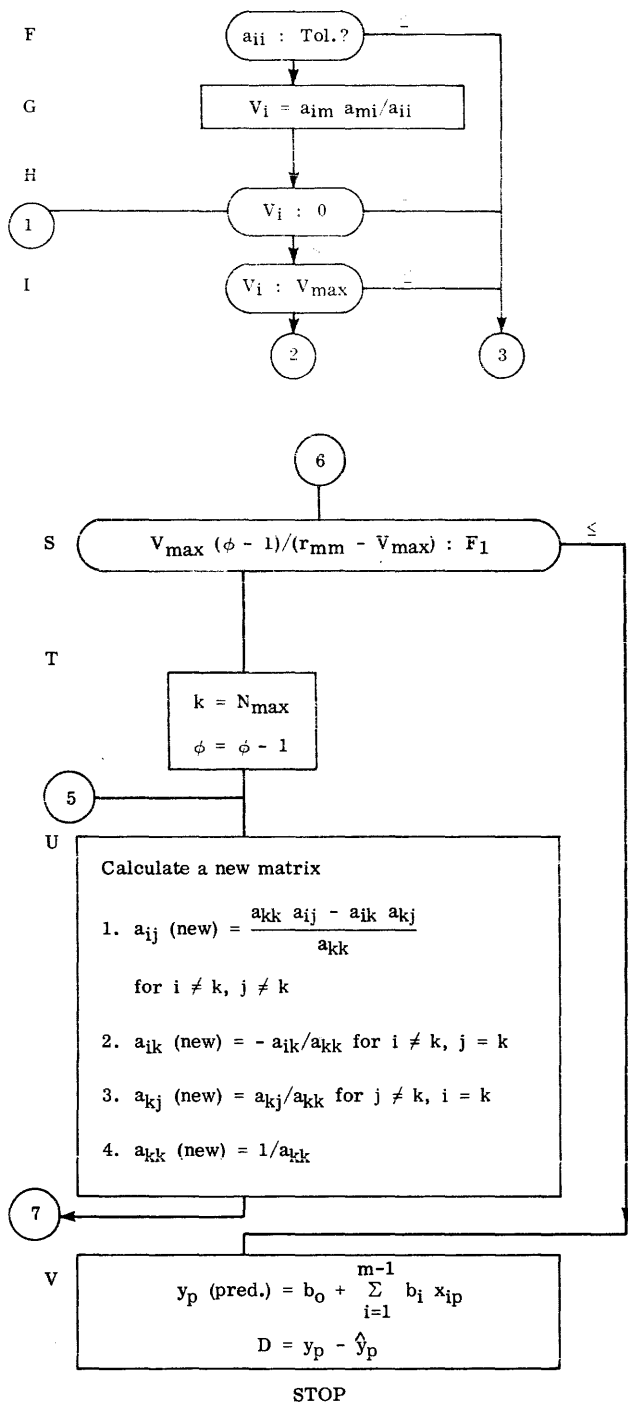 F
a_ii : Tol.?
G
V_i = a_im a_mi/a_ii
H
1
V_i : 0
I
V_i : V_max
2
3
6
S
V_max (ϕ - 1)/(r_mm - V_max) : F_1
≤
T
k = N_max
ϕ = ϕ - 1
5
U
Calculate a new matrix
1. a_ij (new) = (a_kk a_ij - a_ik a_kj) / a_kk
for i ≠ k, j ≠ k
2. a_ik (new) = - a_ik/a_kk for i ≠ k, j = k
3. a_kj (new) = a_kj/a_kk for j ≠ k, i = k
4. a_kk (new) = 1/a_kk
7
V
y_p (pred.) = b_o + Σ_{i=1}^{m-1} b_i x_ip
D = y_p - ŷ_p
STOP